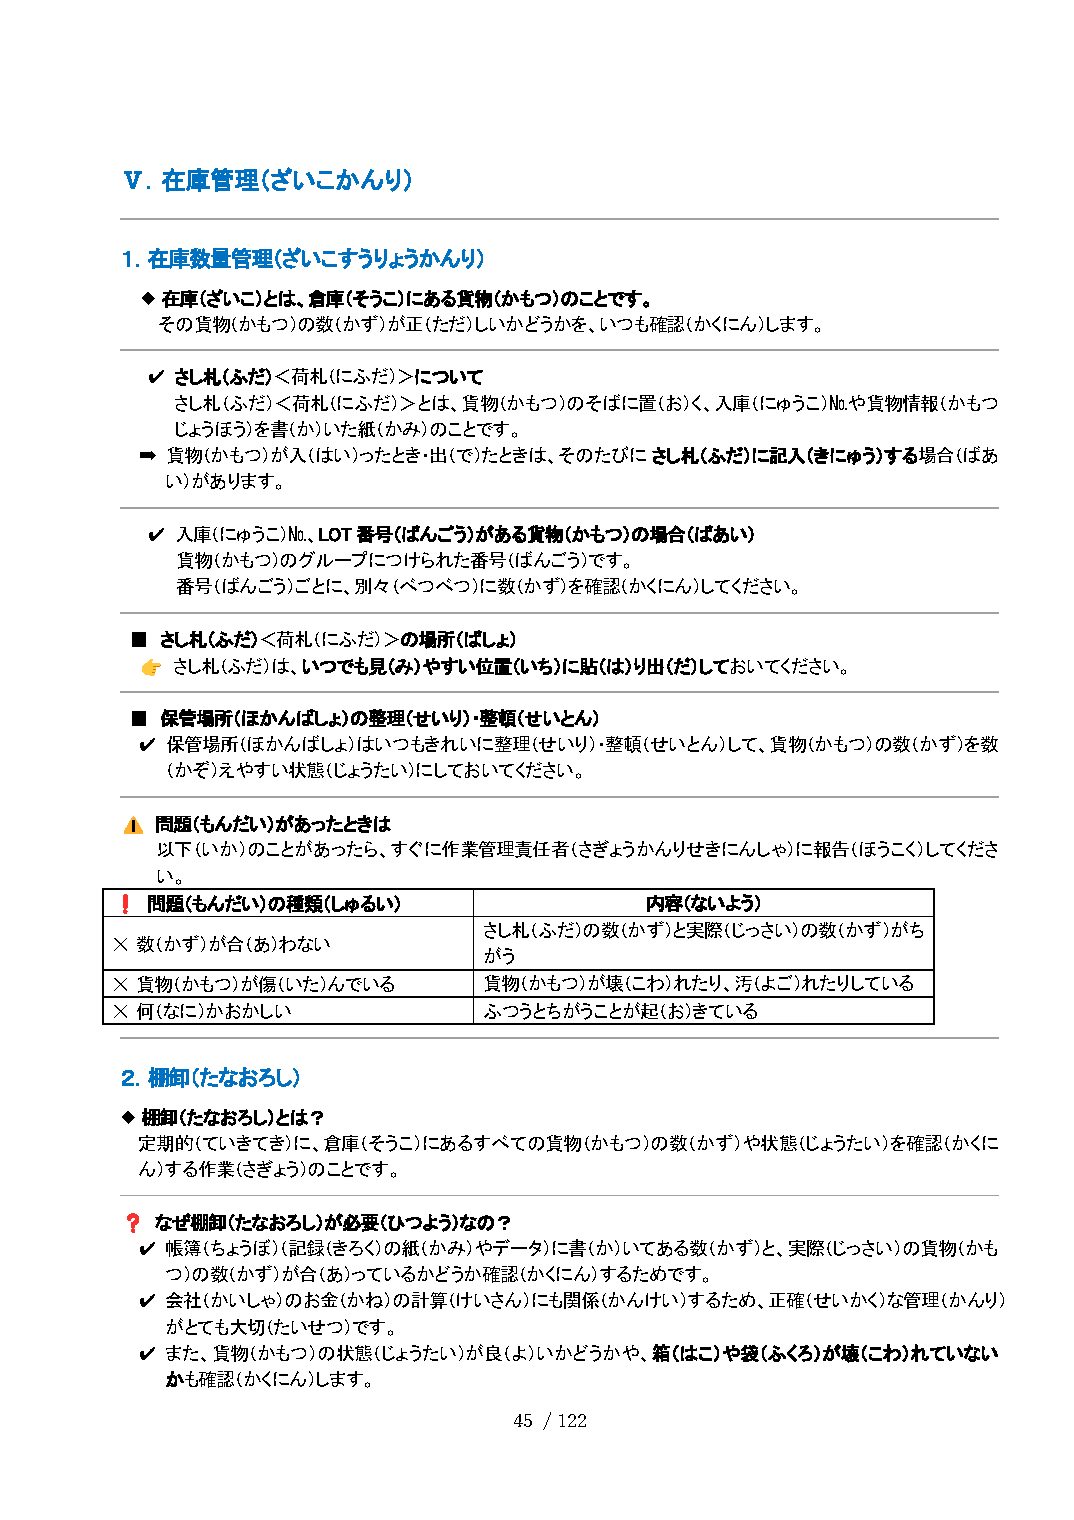 Ⅴ．在庫管理（ざいこかんり）
１．在庫数量管理（ざいこすうりょうかんり）
◆ 在庫（ざいこ）とは、倉庫（そうこ）にある貨物（かもつ）のことです。
その貨物（かもつ）の数（かず）が正（ただ）しいかどうかを、いつも確認（かくにん）します。
✔ さし札（ふだ）＜荷札（にふだ）＞について
さし札（ふだ）＜荷札（にふだ）＞とは、貨物（かもつ）のそばに置（お）く、入庫（にゅうこ）№や貨物情報（かもつ
じょうほう）を書（か）いた紙（かみ）のことです。
➡ 貨物（かもつ）が入（はい）ったとき・出（で）たときは、そのたびに さし札（ふだ）に記入（きにゅう）する場合（ばあ
い）があります。
✔ 入庫（にゅうこ）№、LOT 番号（ばんごう）がある貨物（かもつ）の場合（ばあい）
貨物（かもつ）のグループにつけられた番号（ばんごう）です。
番号（ばんごう）ごとに、別々（べつべつ）に数（かず）を確認（かくにん）してください。
■ さし札（ふだ）＜荷札（にふだ）＞の場所（ばしょ）
👉 さし札（ふだ）は、いつでも見（み）やすい位置（いち）に貼（は）り出（だ）しておいてください。
■ 保管場所（ほかんばしょ）の整理（せいり）・整頓（せいとん）
✔ 保管場所（ほかんばしょ）はいつもきれいに整理（せいり）・整頓（せいとん）して、貨物（かもつ）の数（かず）を数
（かぞ）えやすい状態（じょうたい）にしておいてください。
⚠ 問題（もんだい）があったときは
以下（いか）のことがあったら、すぐに作業管理責任者（さぎょうかんりせきにんしゃ）に報告（ほうこく）してくださ
い。
❗ 問題（もんだい）の種類（しゅるい） 内容（ないよう）
× 数（かず）が合（あ）わない さし札（ふだ）の数（かず）と実際（じっさい）の数（かず）がち
がう
× 貨物（かもつ）が傷（いた）んでいる 貨物（かもつ）が壊（こわ）れたり、汚（よご）れたりしている
× 何（なに）かおかしい ふつうとちがうことが起（お）きている
２．棚卸（たなおろし）
◆ 棚卸（たなおろし）とは？
定期的（ていきてき）に、倉庫（そうこ）にあるすべての貨物（かもつ）の数（かず）や状態（じょうたい）を確認（かくに
ん）する作業（さぎょう）のことです。
❓ なぜ棚卸（たなおろし）が必要（ひつよう）なの？
✔ 帳簿（ちょうぼ）（記録（きろく）の紙（かみ）やデータ）に書（か）いてある数（かず）と、実際（じっさい）の貨物（かも
つ）の数（かず）が合（あ）っているかどうか確認（かくにん）するためです。
✔ 会社（かいしゃ）のお金（かね）の計算（けいさん）にも関係（かんけい）するため、正確（せいかく）な管理（かんり）
がとても大切（たいせつ）です。
✔ また、貨物（かもつ）の状態（じょうたい）が良（よ）いかどうかや、箱（はこ）や袋（ふくろ）が壊（こわ）れていない
かも確認（かくにん）します。
45 / 122